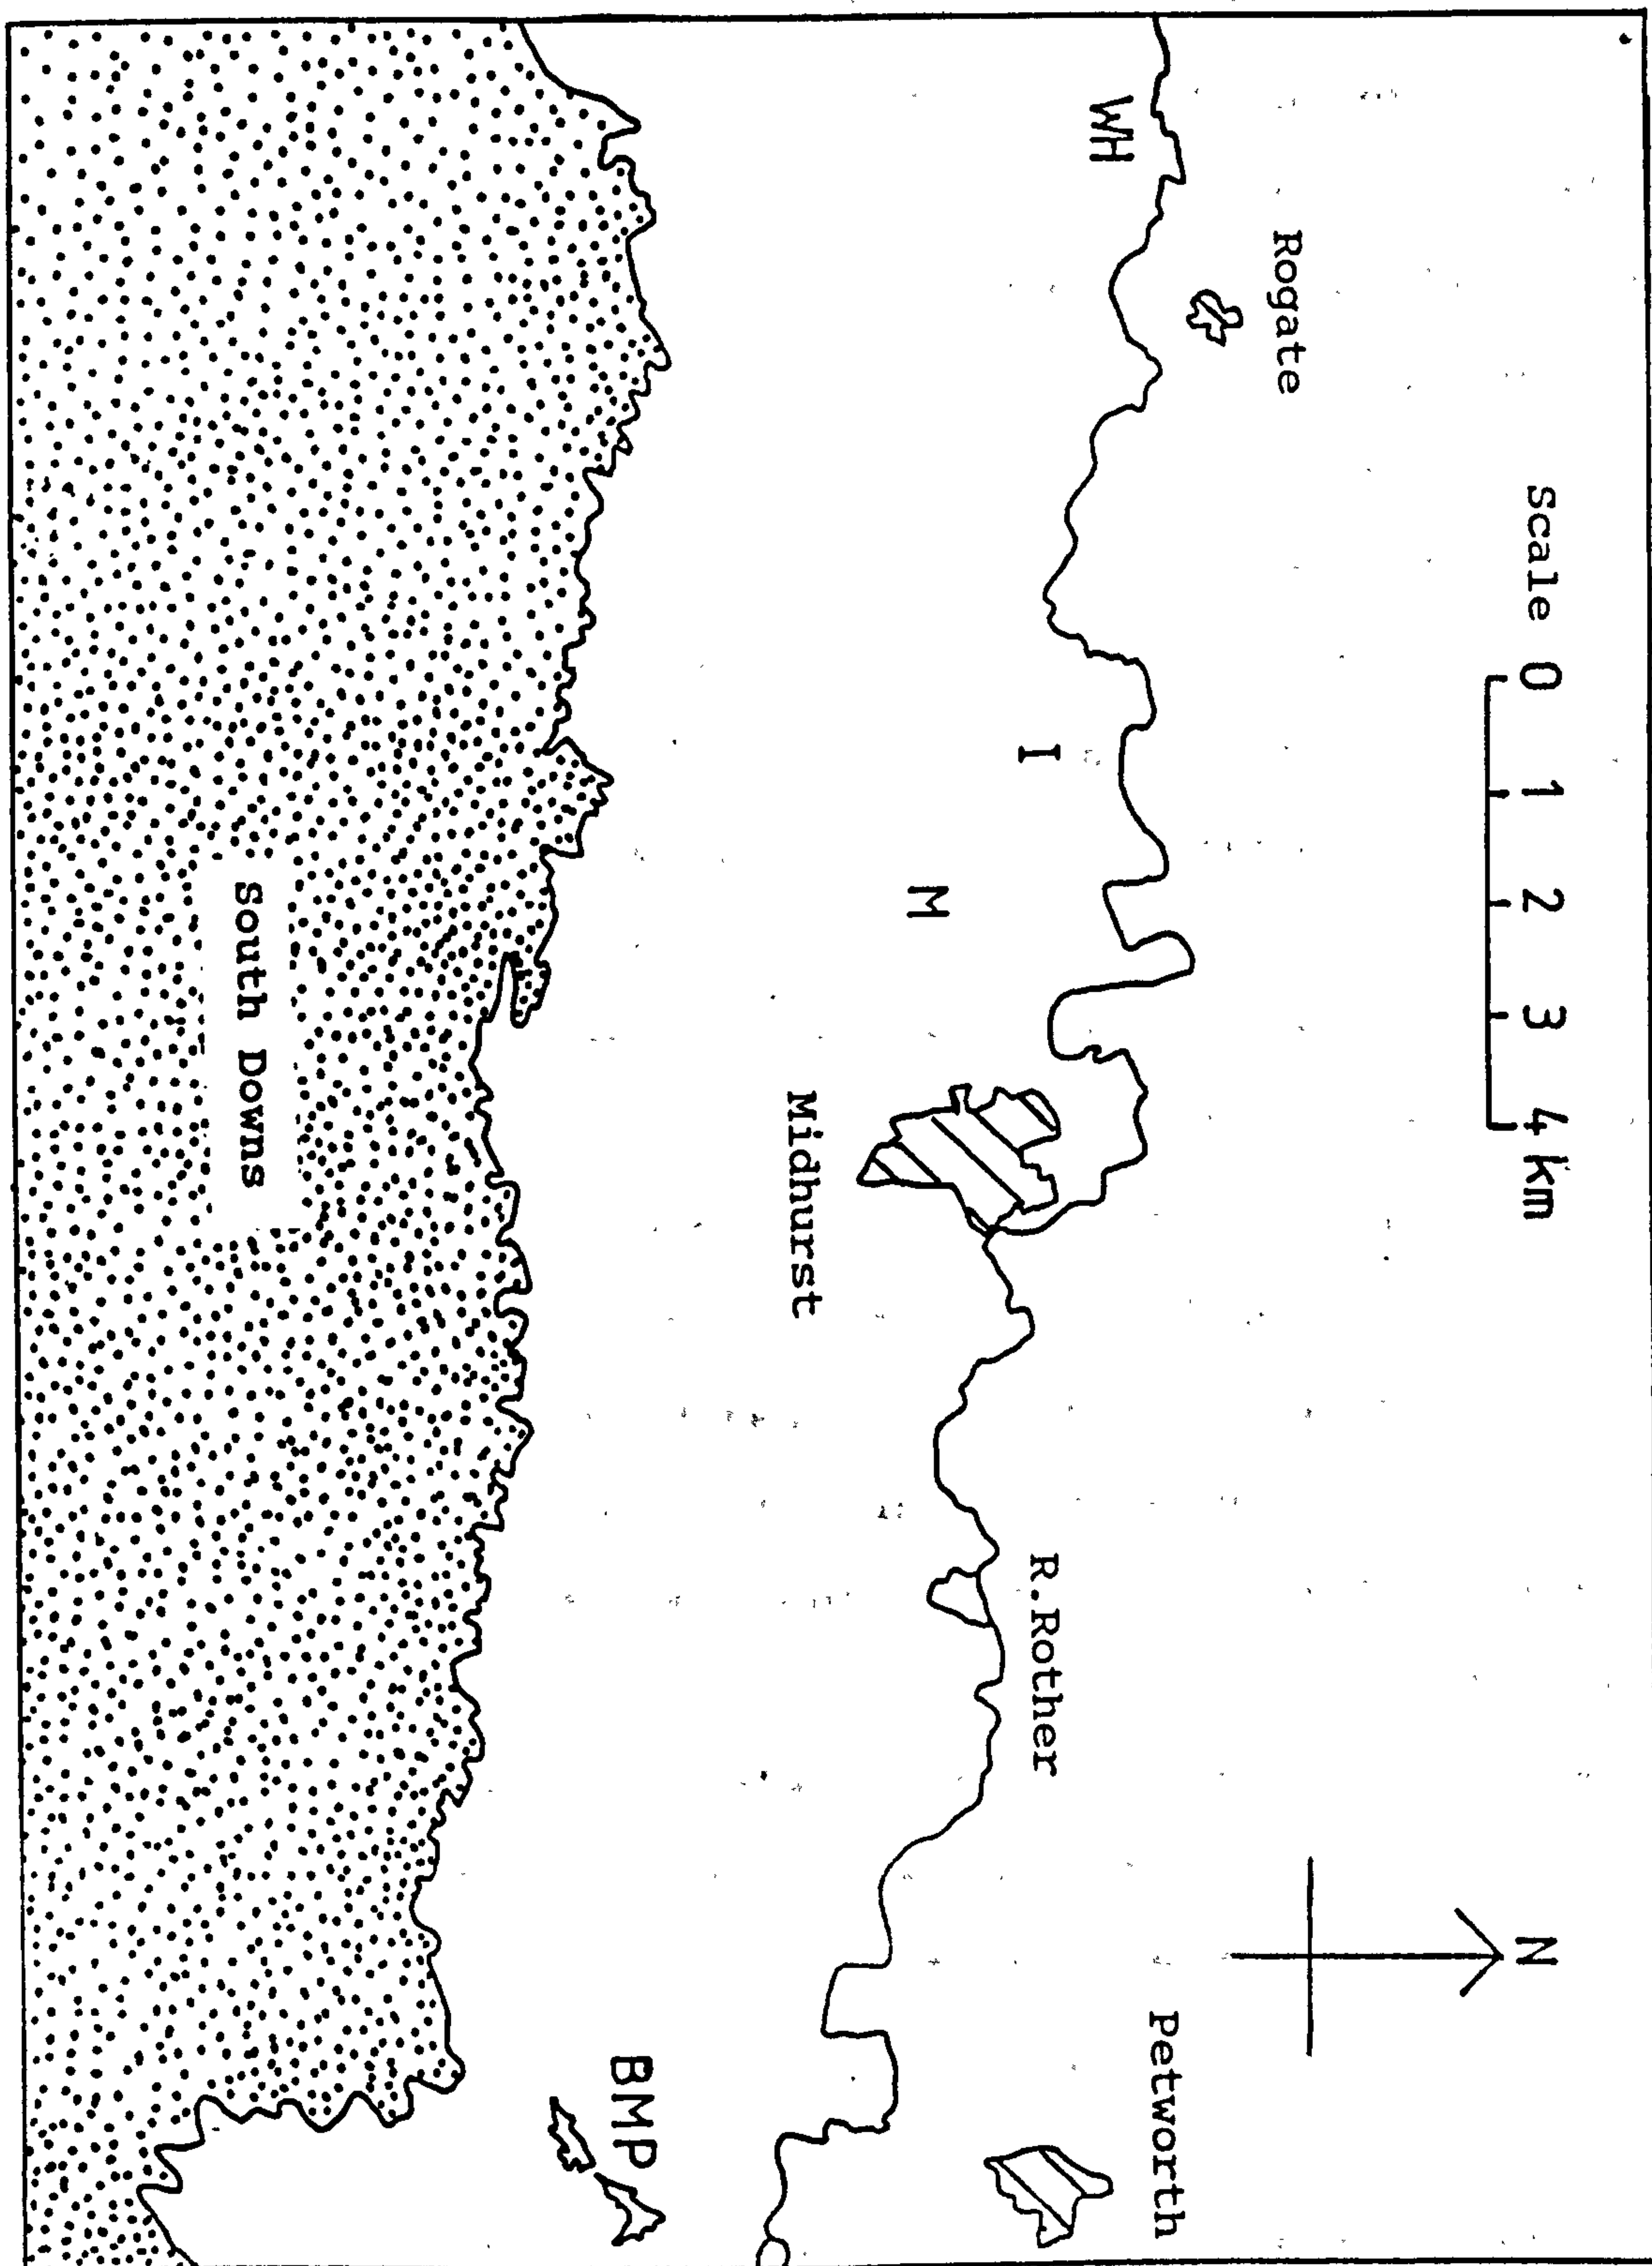 Scale 0 1 2 3 4 km
N
Rogate
WH
Petworth
R.Rother
I
M
Midhurst
BMP
South Downs